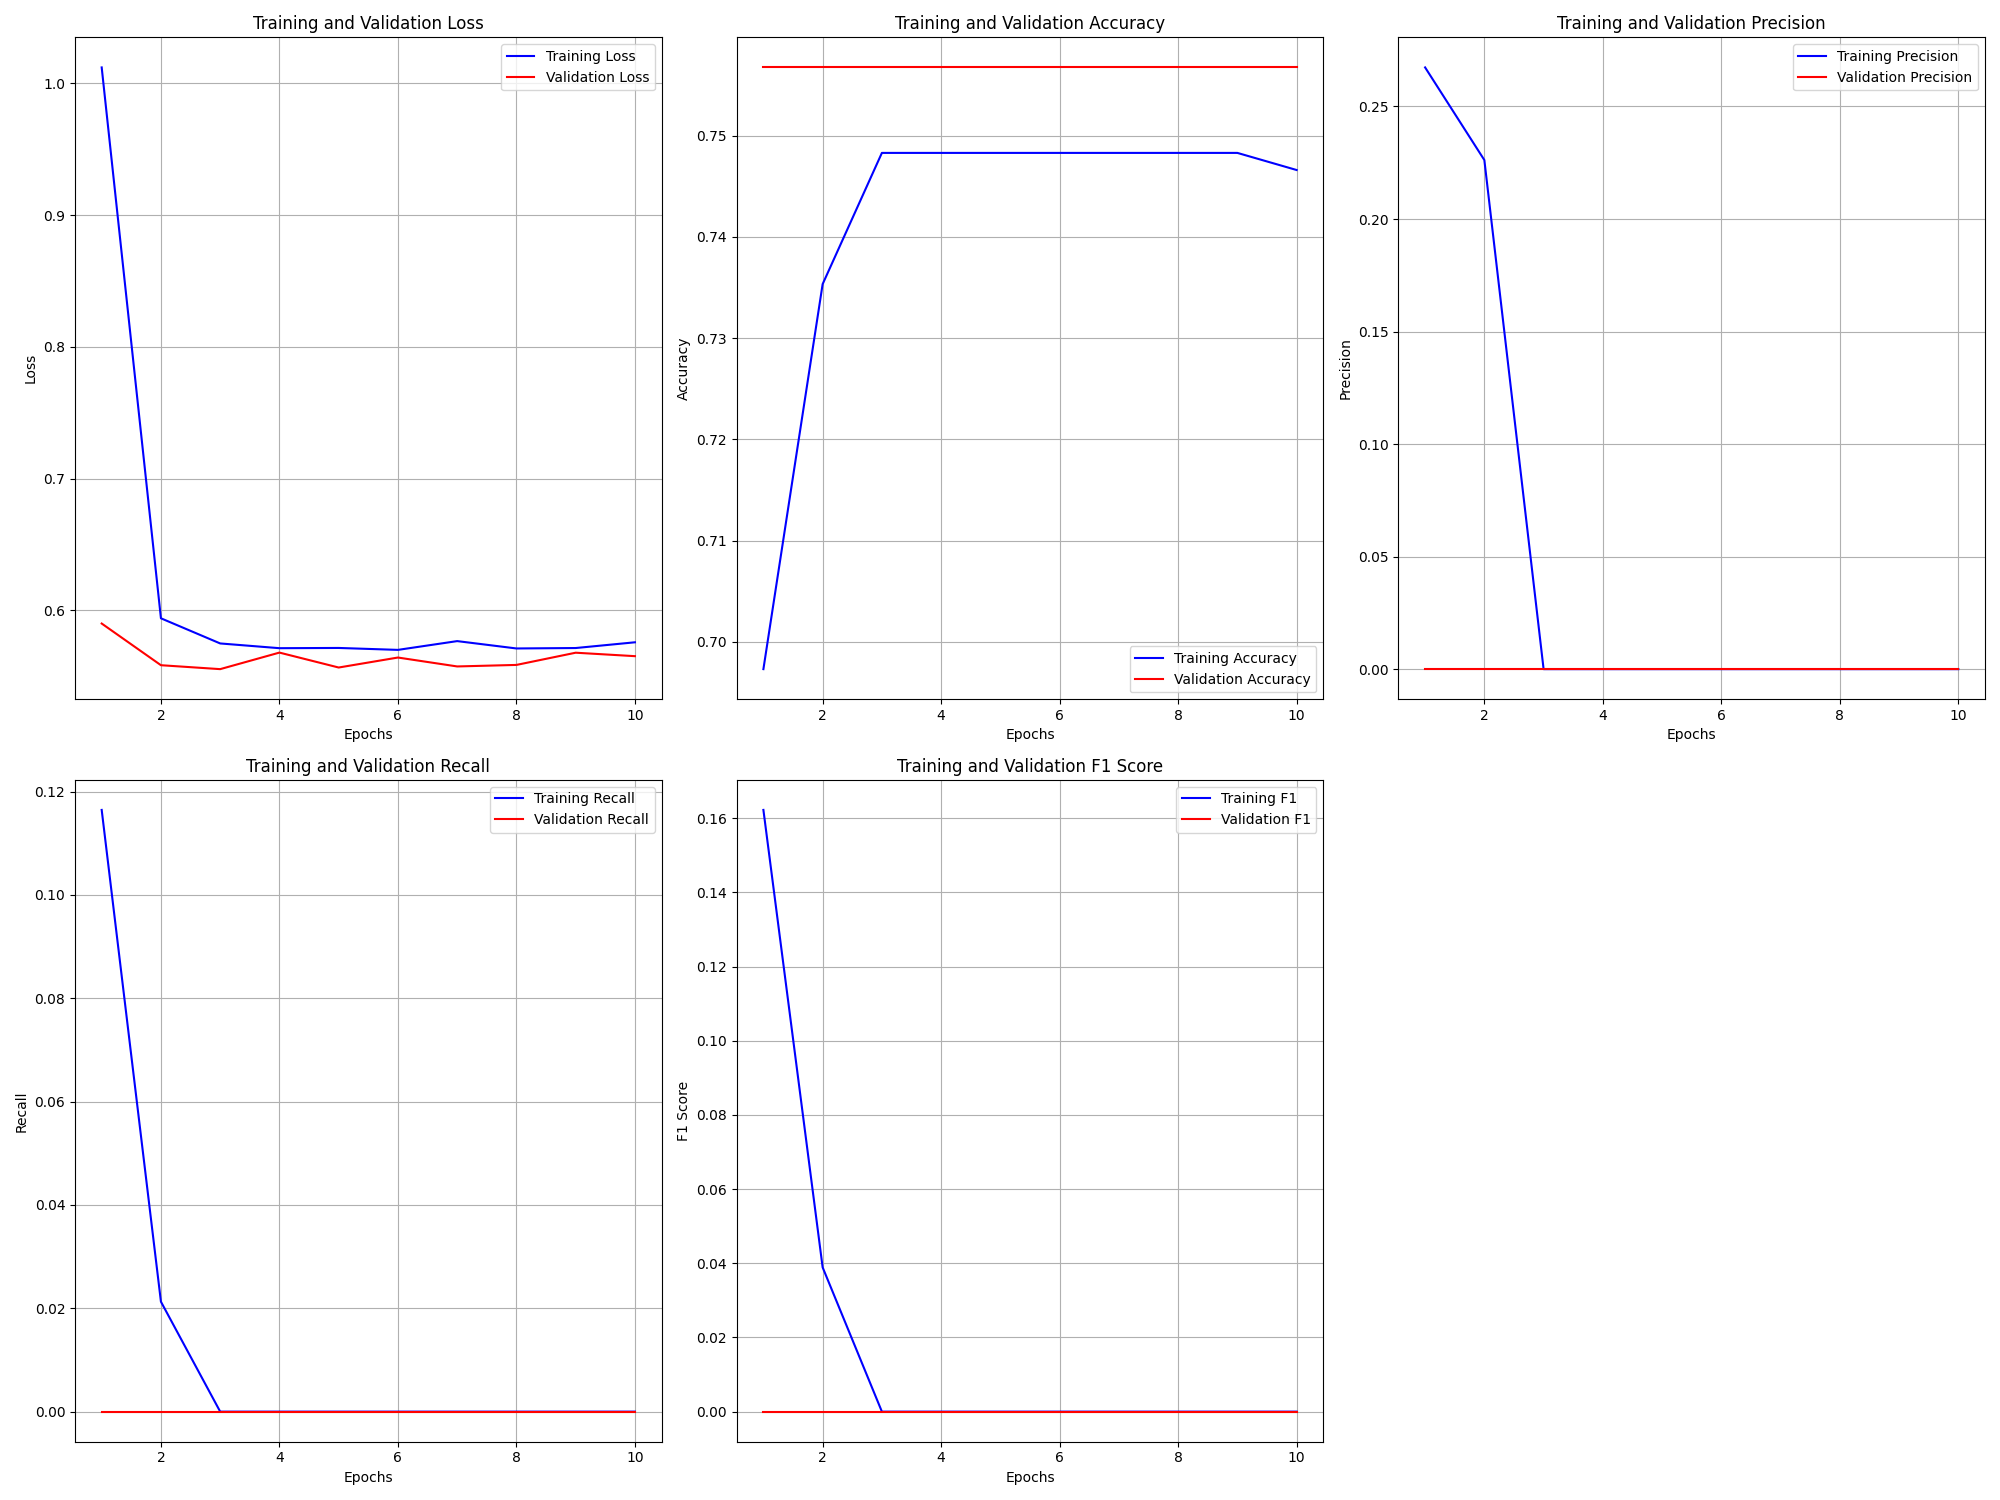 Training and Validation Loss
Training Loss
Validation Loss
1.0
0.9
0.8
0.7
0.6
Loss
2 4 6 8 10
Epochs
Training and Validation Accuracy
0.75
0.74
0.73
0.72
0.71
0.70
Accuracy
Training Accuracy
Validation Accuracy
2 4 6 8 10
Epochs
Training and Validation Precision
Training Precision
Validation Precision
0.25
0.20
0.15
0.10
0.05
0.00
Precision
2 4 6 8 10
Epochs
Training and Validation Recall
Training Recall
Validation Recall
0.12
0.10
0.08
0.06
0.04
0.02
0.00
Recall
2 4 6 8 10
Epochs
Training and Validation F1 Score
Training F1
Validation F1
0.16
0.14
0.12
0.10
0.08
0.06
0.04
0.02
0.00
F1 Score
2 4 6 8 10
Epochs